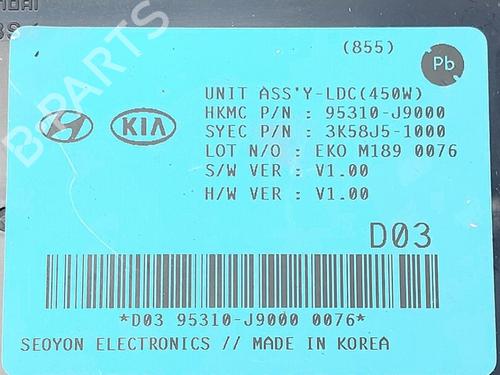 (855)
Pb
UNIT ASS'Y-LDC(450W)
HKMC P/N : 95310-J9000
SYEC P/N : 3K58J5-1000
LOT N/O : EKO M189 0076
S/W VER : V1.00
H/W VER : V1.00
KIA
D03
*D03 95310-J9000 0076*
SEOYON ELECTRONICS // MADE IN KOREA
B-PARTS